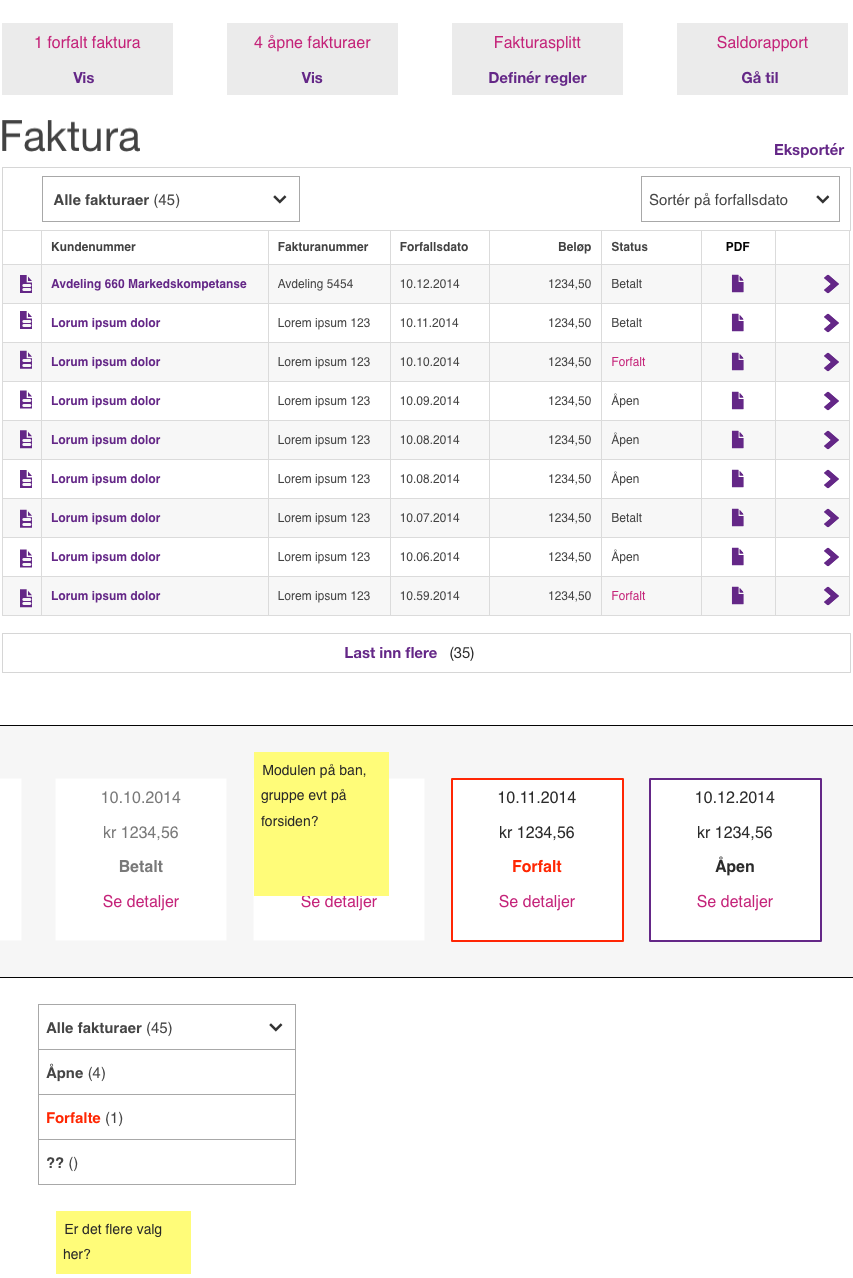 1 forfalt faktura
Vis
4 åpne fakturaer
Vis
Fakturasplitt
Definér regler
Saldorapport
Gå til
Faktura
Eksportér
Alle fakturaer (45)
Sortér på forfallsdato
Kundenummer Fakturanummer Forfallsdato Beløp Status PDF
Avdeling 660 Markedskompetanse Avdeling 5454 10.12.2014 1234,50 Betalt
Lorum ipsum dolor Lorem ipsum 123 10.11.2014 1234,50 Betalt
Lorum ipsum dolor Lorem ipsum 123 10.10.2014 1234,50 Forfalt
Lorum ipsum dolor Lorem ipsum 123 10.09.2014 1234,50 Åpen
Lorum ipsum dolor Lorem ipsum 123 10.08.2014 1234,50 Åpen
Lorum ipsum dolor Lorem ipsum 123 10.08.2014 1234,50 Åpen
Lorum ipsum dolor Lorem ipsum 123 10.07.2014 1234,50 Betalt
Lorum ipsum dolor Lorem ipsum 123 10.06.2014 1234,50 Åpen
Lorum ipsum dolor Lorem ipsum 123 10.59.2014 1234,50 Forfalt
Last inn flere (35)
10.10.2014
kr 1234,56
Betalt
Se detaljer
Modulen på ban,
gruppe evt på
forsiden?
Se detaljer
10.11.2014
kr 1234,56
Forfalt
Se detaljer
10.12.2014
kr 1234,56
Åpen
Se detaljer
Alle fakturaer (45)
Åpne (4)
Forfalte (1)
?? ()
Er det flere valg
her?